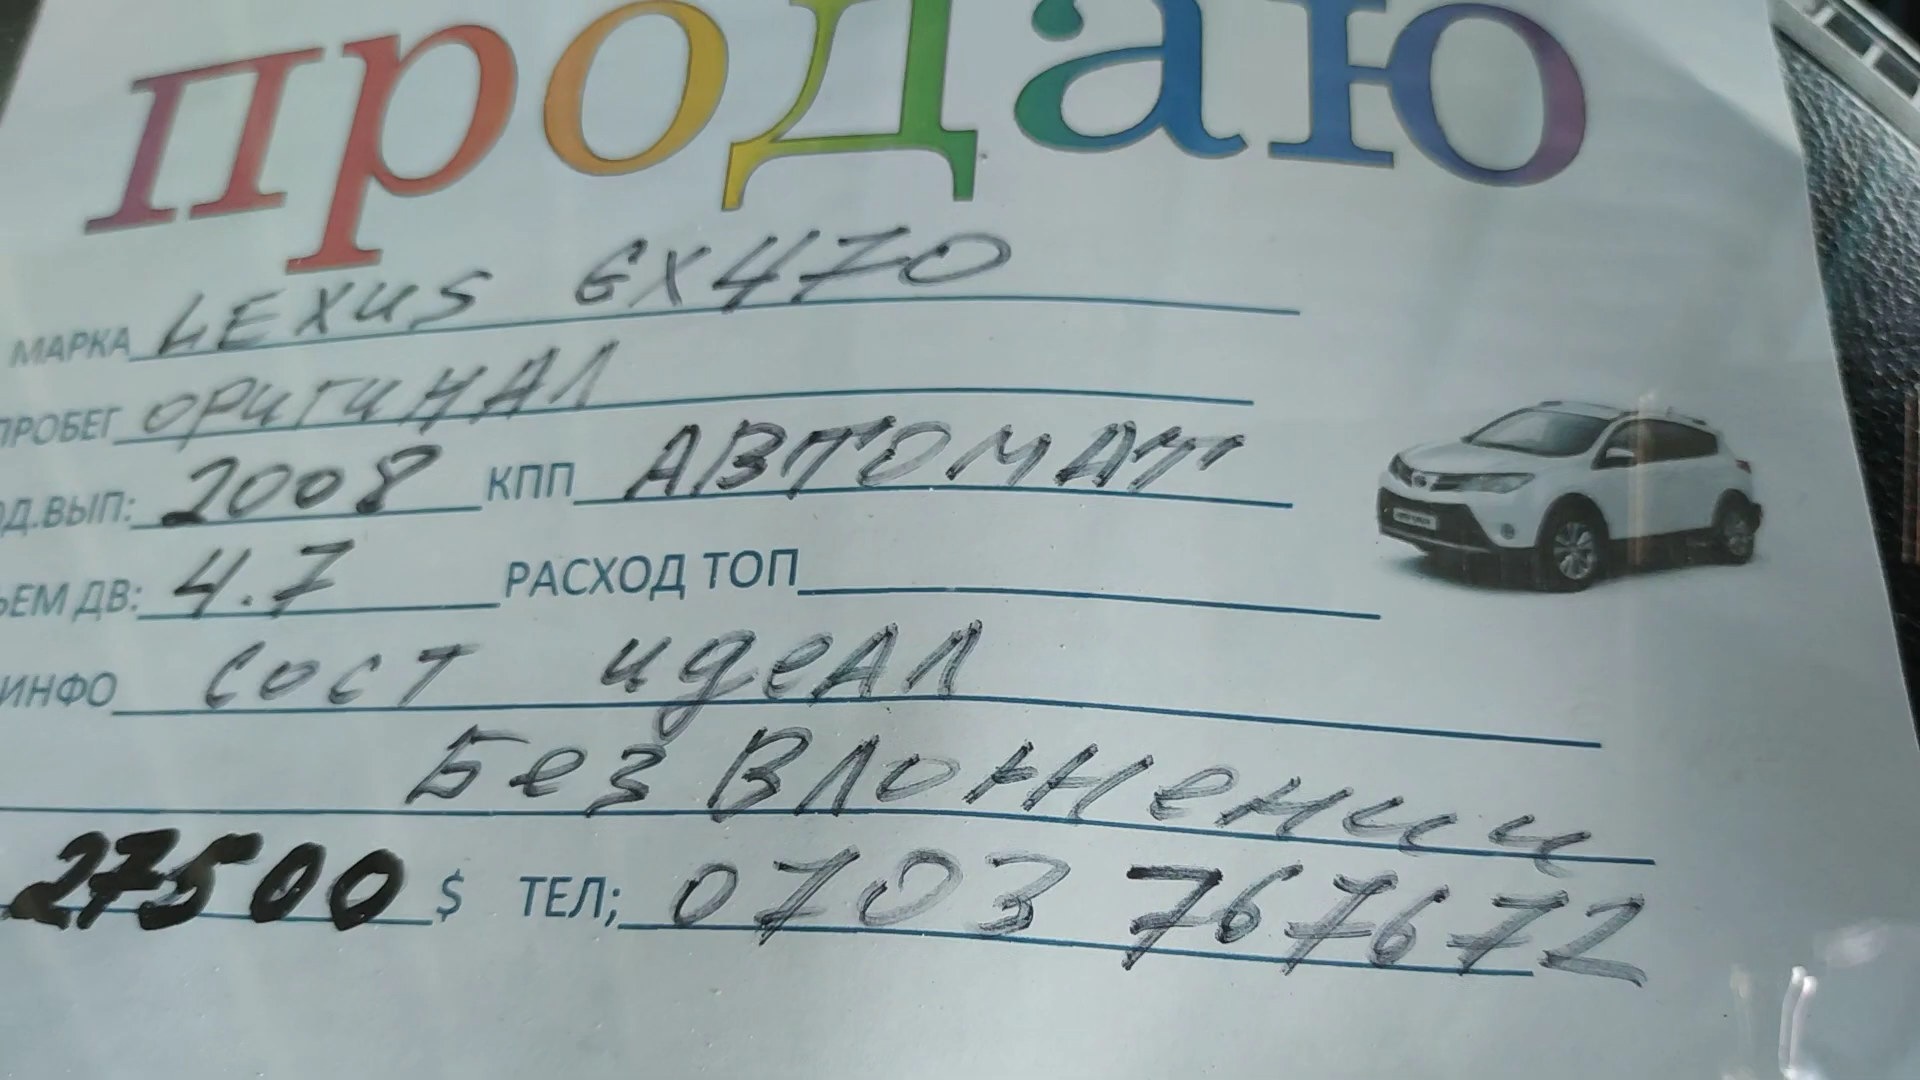 продаю
МАРКА LEXUS GX470
ПРОБЕГ ОРИГИНАЛ
ОД.ВЫП: 2008 КПП АВТОМАТ
ЬЕМ ДВ: 4.7 РАСХОД ТОП
ИНФО СОСТ идеАЛ
Без Вложении
27500 $ ТЕЛ; 0703 767672